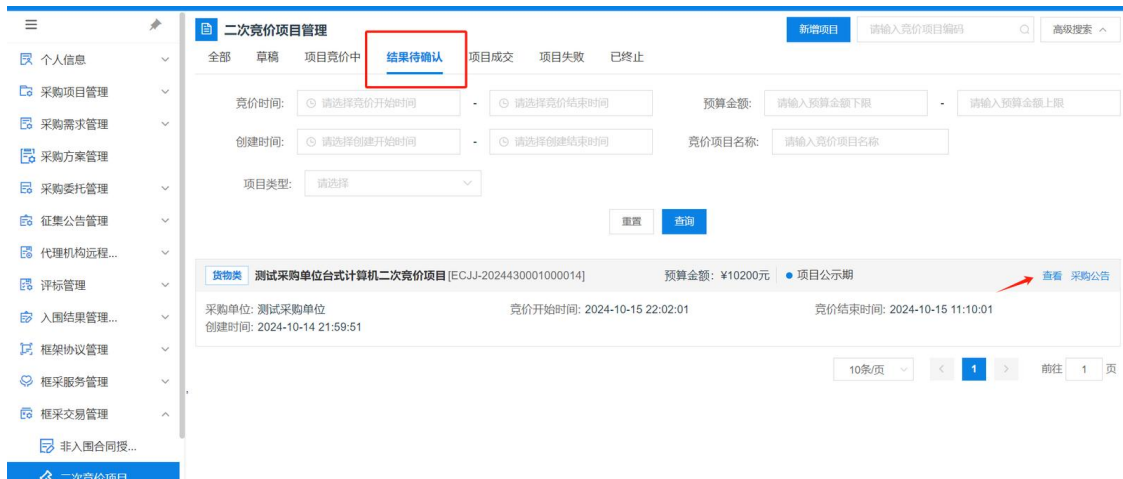 二次竞价项目管理
新增项目
请输入竞价项目编码
高级搜索
全部 草稿 项目竞价中 结果待确认 项目成交 项目失败 已终止
竞价时间: 请选择竞价开始时间 - 请选择竞价结束时间 预算金额: 请输入预算金额下限 - 请输入预算金额上限
创建时间: 请选择创建开始时间 - 请选择创建结束时间 竞价项目名称: 请输入竞价项目名称
项目类型: 请选择
重置 查询
货物类 测试采购单位台式计算机二次竞价项目[ECJJ-2024430001000014] 预算金额: ¥10200元 项目公示期 查看 采购公告
采购单位: 测试采购单位 竞价开始时间: 2024-10-15 22:02:01 竞价结束时间: 2024-10-15 11:10:01
创建时间: 2024-10-14 21:59:51
10条/页 < 1 > 前往 1 页
个人信息
采购项目管理
采购需求管理
采购方案管理
采购委托管理
征集公告管理
代理机构远程...
评标管理
入围结果管理...
框架协议管理
框采服务管理
框采交易管理
非入围合同授...
二次竞价项目